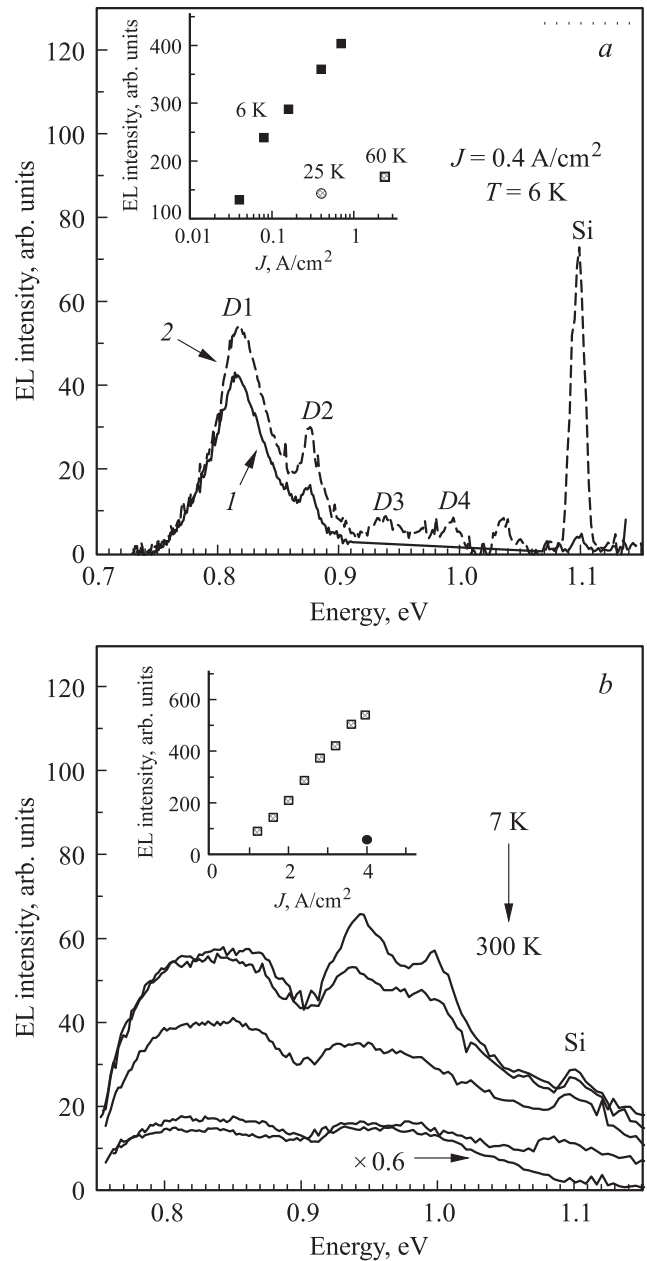 a
120
100
80
60
40
20
0
EL intensity, arb. units
0.7
0.8
0.9
1.0
1.1
Energy, eV
400
300
200
100
EL intensity, arb. units
0.01
0.1
1
J, A/cm²
6 K
25 K
60 K
J = 0.4 A/cm²
T = 6 K
Si
D1
2
D2
1
D3
D4
b
120
100
80
60
40
20
0
EL intensity, arb. units
0.8
0.9
1.0
1.1
Energy, eV
600
400
200
0
EL intensity, arb. units
0
2
4
J, A/cm²
7 K
300 K
Si
× 0.6